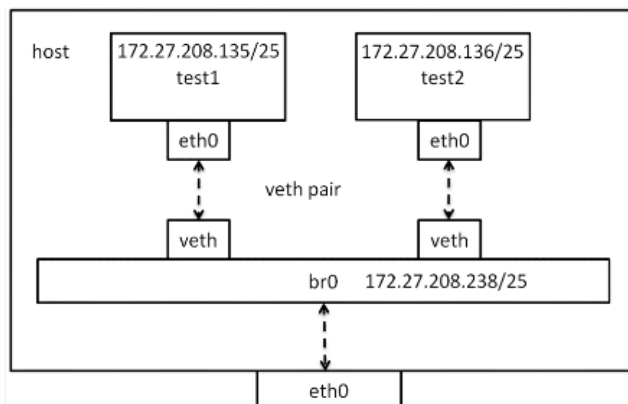 host
172.27.208.135/25
test1
172.27.208.136/25
test2
eth0
eth0
veth pair
veth
veth
br0 172.27.208.238/25
eth0